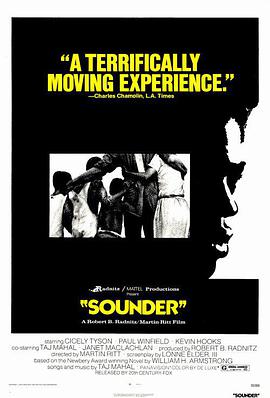 "A TERRIFICALLY
MOVING EXPERIENCE."
—Charles Chamolin, L.A. Times
Radnitz / MATTEL Productions
Present
"SOUNDER"
A Robert B. Radnitz/Martin Ritt Film
starring CICELY TYSON · PAUL WINFIELD · KEVIN HOOKS
co-starring TAJ MAHAL · JANET MACLACHLAN · produced by ROBERT B. RADNITZ
directed by MARTIN RITT · screenplay by LONNE ELDER, III
based on the Newbery Award winning Novel by WILLIAM H. ARMSTRONG
songs and music by TAJ MAHAL · PANAVISION COLOR BY DE LUXE®
RELEASED BY 20th CENTURY-FOX
G
"SOUNDER"